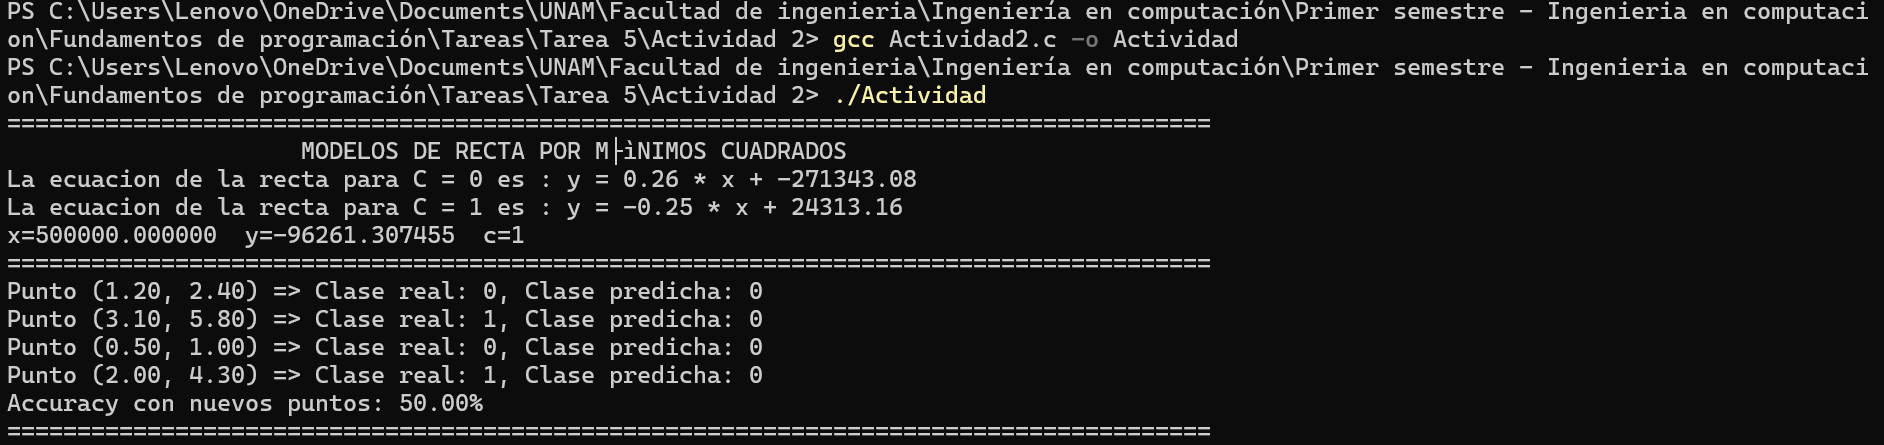 PS C:\Users\Lenovo\OneDrive\Documents\UNAM\Facultad de ingenieria\Ingeniería en computación\Primer semestre - Ingenieria en computaci
on\Fundamentos de programación\Tareas\Tarea 5\Actividad 2> gcc Actividad2.c -o Actividad
PS C:\Users\Lenovo\OneDrive\Documents\UNAM\Facultad de ingenieria\Ingeniería en computación\Primer semestre - Ingenieria en computaci
on\Fundamentos de programación\Tareas\Tarea 5\Actividad 2> ./Actividad
======================================================================================
MODELOS DE RECTA POR M├ìNIMOS CUADRADOS
La ecuacion de la recta para C = 0 es : y = 0.26 * x + -271343.08
La ecuacion de la recta para C = 1 es : y = -0.25 * x + 24313.16
x=500000.000000  y=-96261.307455  c=1
======================================================================================
Punto (1.20, 2.40) => Clase real: 0, Clase predicha: 0
Punto (3.10, 5.80) => Clase real: 1, Clase predicha: 0
Punto (0.50, 1.00) => Clase real: 0, Clase predicha: 0
Punto (2.00, 4.30) => Clase real: 1, Clase predicha: 0
Accuracy con nuevos puntos: 50.00%
======================================================================================